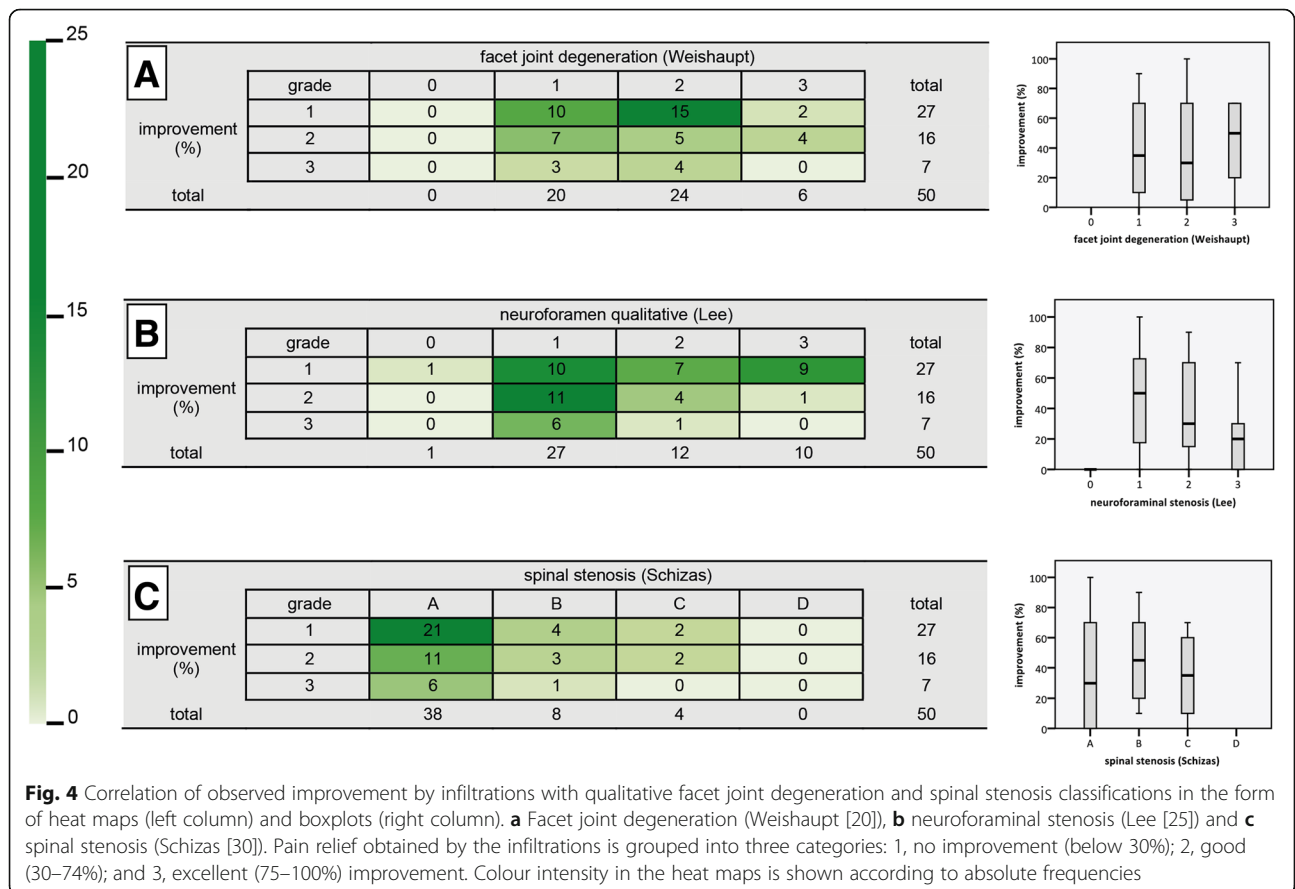 25
20
15
10
5
0
A
facet joint degeneration (Weishaupt)
grade 0 1 2 3 total
improvement (%)
1 0 10 15 2 27
2 0 7 5 4 16
3 0 3 4 0 7
total 0 20 24 6 50
improvement (%)
100
80
60
40
20
0
0 1 2 3
facet joint degeneration (Weishaupt)
B
neuroforamen qualitative (Lee)
grade 0 1 2 3 total
improvement (%)
1 1 10 7 9 27
2 0 11 4 1 16
3 0 6 1 0 7
total 1 27 12 10 50
improvement (%)
100
80
60
40
20
0
0 1 2 3
neuroforaminal stenosis (Lee)
C
spinal stenosis (Schizas)
grade A B C D total
improvement (%)
1 21 4 2 0 27
2 11 3 2 0 16
3 6 1 0 0 7
total 38 8 4 0 50
improvement (%)
100
80
60
40
20
0
A B C D
spinal stenosis (Schizas)
Fig. 4 Correlation of observed improvement by infiltrations with qualitative facet joint degeneration and spinal stenosis classifications in the form
of heat maps (left column) and boxplots (right column). a Facet joint degeneration (Weishaupt [20]), b neuroforaminal stenosis (Lee [25]) and c
spinal stenosis (Schizas [30]). Pain relief obtained by the infiltrations is grouped into three categories: 1, no improvement (below 30%); 2, good
(30–74%); and 3, excellent (75–100%) improvement. Colour intensity in the heat maps is shown according to absolute frequencies